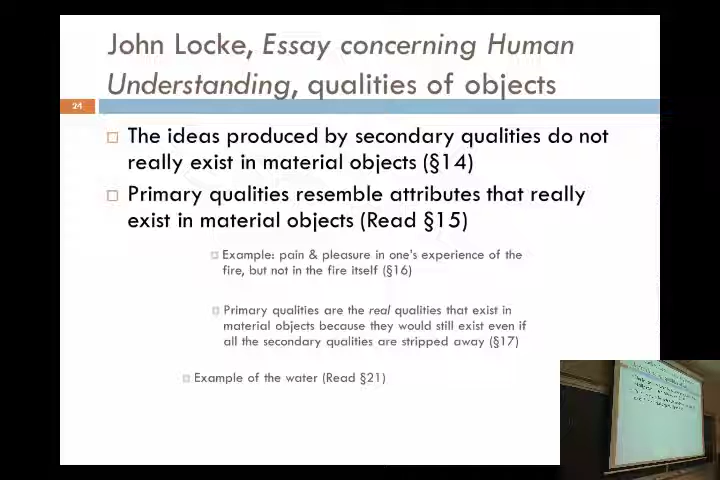 John Locke, Essay concerning Human
Understanding, qualities of objects
24
The ideas produced by secondary qualities do not
really exist in material objects (§14)
Primary qualities resemble attributes that really
exist in material objects (Read §15)
Example: pain & pleasure in one's experience of the
fire, but not in the fire itself (§16)
Primary qualities are the real qualities that exist in
material objects because they would still exist even if
all the secondary qualities are stripped away (§17)
Example of the water (Read §21)